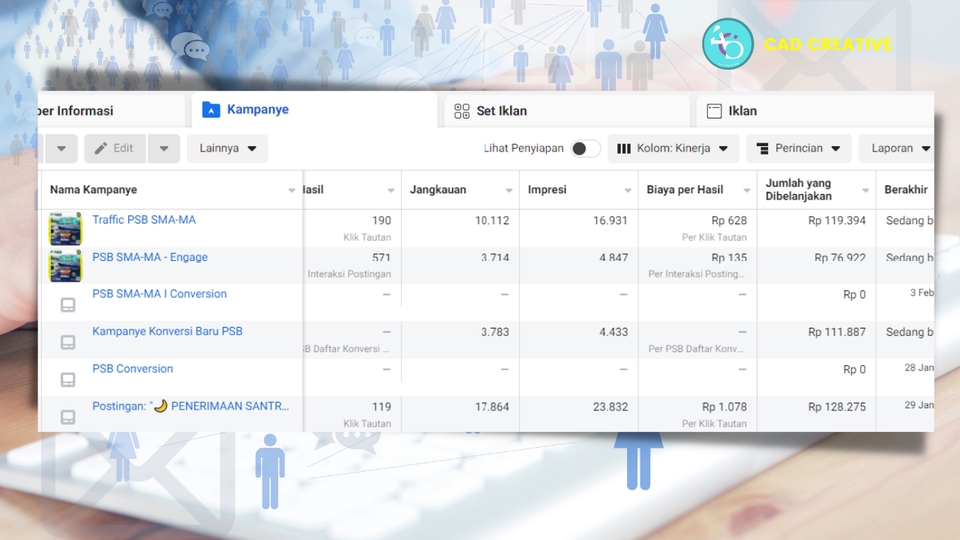 CAD CREATIVE
per Informasi
Kampanye
Set Iklan
Iklan
Edit
Lainnya
Lihat Penyiapan
Kolom: Kinerja
Perincian
Laporan
Nama Kampanye
Hasil
Jangkauan
Impresi
Biaya per Hasil
Jumlah yang
Dibelanjakan
Berakhir
Traffic PSB SMA-MA
190
10.112
16.931
Rp 628
Rp 119.394
Sedang b
Klik Tautan
Per Klik Tautan
PSB SMA-MA - Engage
571
3.714
4.847
Rp 135
Rp 76.922
Sedang b
Interaksi Postingan
Per Interaksi Posting...
PSB SMA-MA I Conversion
—
—
—
—
Rp 0
3 Feb
Kampanye Konversi Baru PSB
—
3.783
4.433
—
Rp 111.887
Sedang b
SB Daftar Konversi ...
Per PSB Daftar Konv...
PSB Conversion
—
—
—
—
Rp 0
28 Jan
Postingan: "🌙 PENERIMAAN SANTR...
119
17.864
23.832
Rp 1.078
Rp 128.275
29 Jan
Klik Tautan
Per Klik Tautan